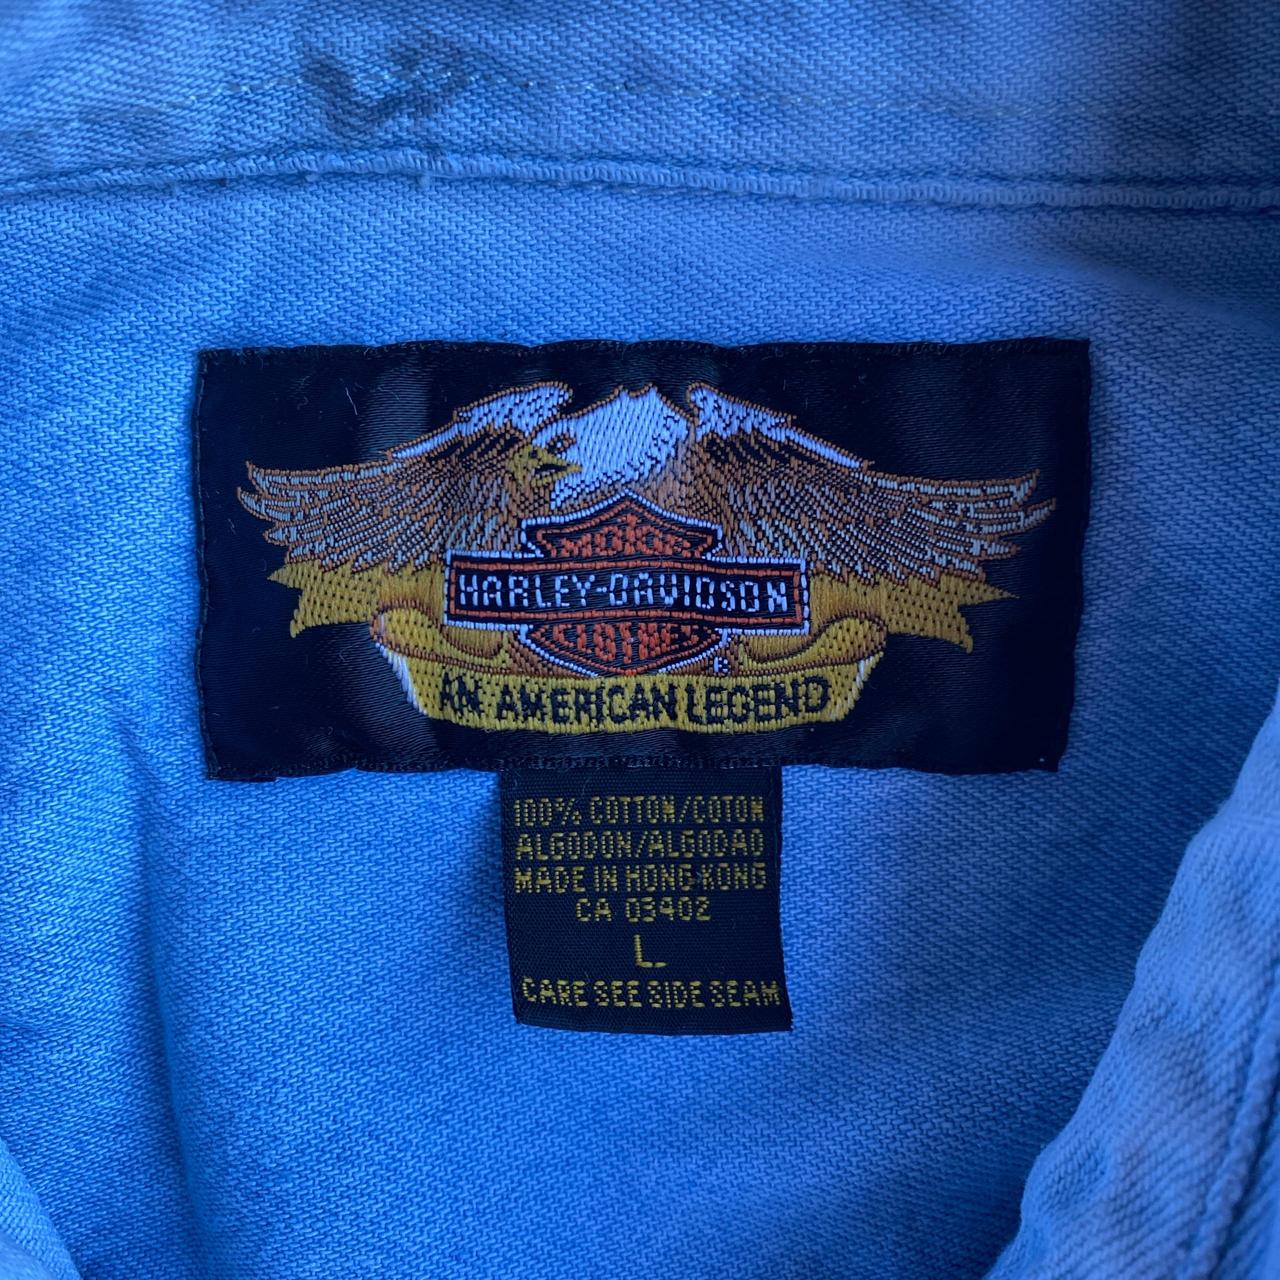 MOTOR
HARLEY-DAVIDSON
CLOTHES
®
AN AMERICAN LEGEND
100% COTTON/COTON
ALGODON/ALGODAO
MADE IN HONG KONG
CA 03402
L
CARE SEE SIDE SEAM